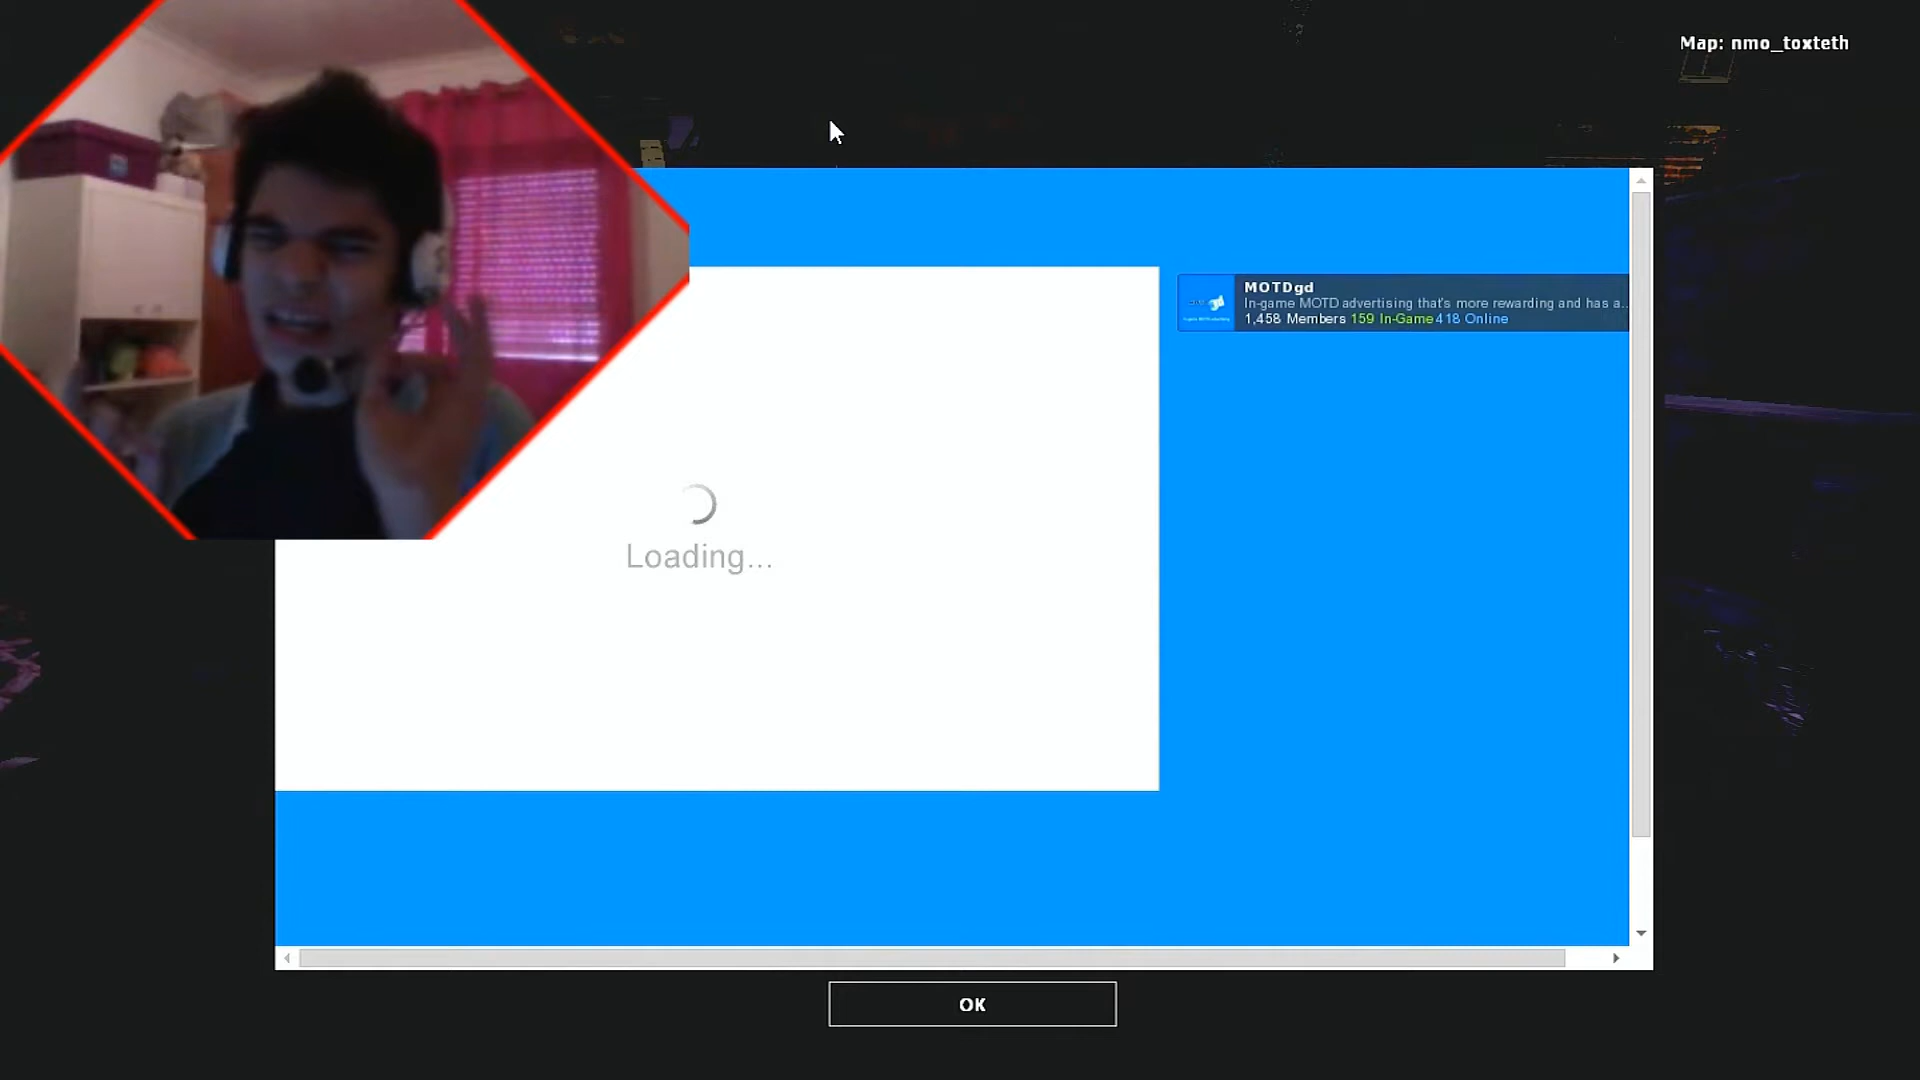 Map: nmo_toxteth
MOTDgd
In-game MOTD advertising that's more rewarding and has a...
1,458 Members 159 In-Game 418 Online
Loading...
OK